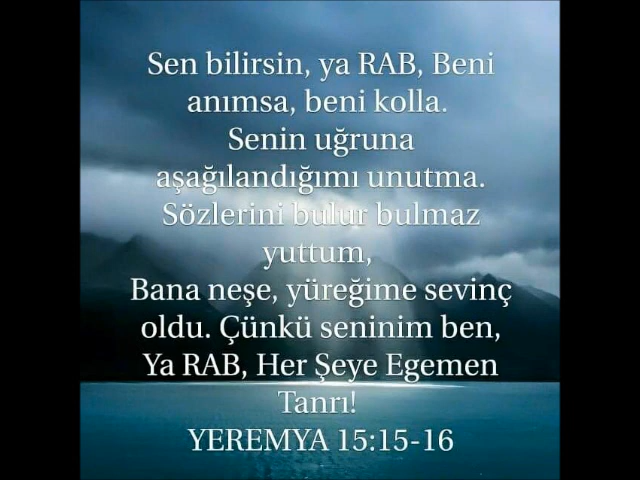 Sen bilirsin, ya RAB, Beni
anımsa, beni kolla.
Senin uğruna
aşağılandığımı unutma.
Sözlerini bulur bulmaz
yuttum,
Bana neşe, yüreğime sevinç
oldu. Çünkü seninim ben,
Ya RAB, Her Şeye Egemen
Tanrı!
YEREMYA 15:15-16